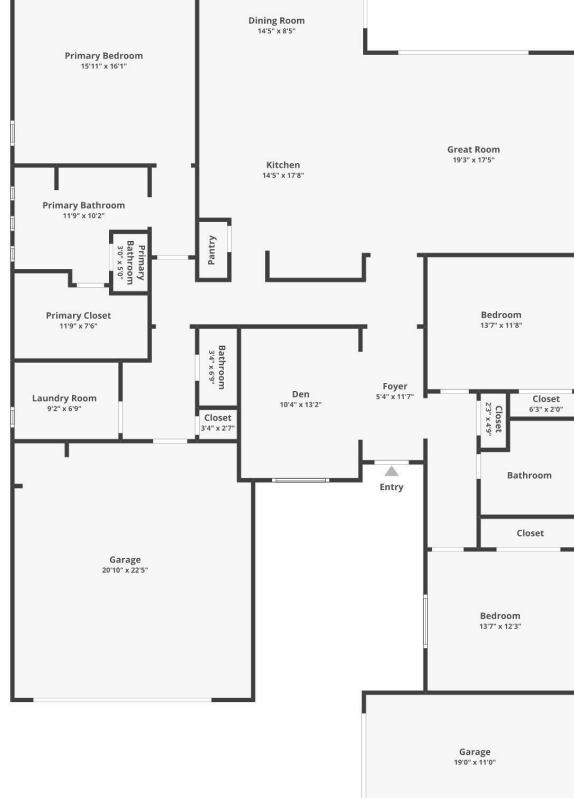 Dining Room
14'5" x 8'5"
Primary Bedroom
15'11" x 16'1"
Great Room
19'3" x 17'5"
Kitchen
14'5" x 17'8"
Primary Bathroom
11'9" x 10'2"
Primary
Bathroom
3'0" x 5'0"
Pantry
Primary Closet
11'9" x 7'6"
Bedroom
13'7" x 11'8"
Bathroom
3'4" x 6'9"
Laundry Room
9'2" x 6'9"
Den
10'4" x 13'2"
Foyer
5'4" x 11'7"
Closet
6'3" x 2'0"
Closet
2'3" x 4'9"
Closet
3'4" x 2'7"
Bathroom
Entry
Closet
Garage
20'10" x 22'5"
Bedroom
13'7" x 12'3"
Garage
19'0" x 11'0"